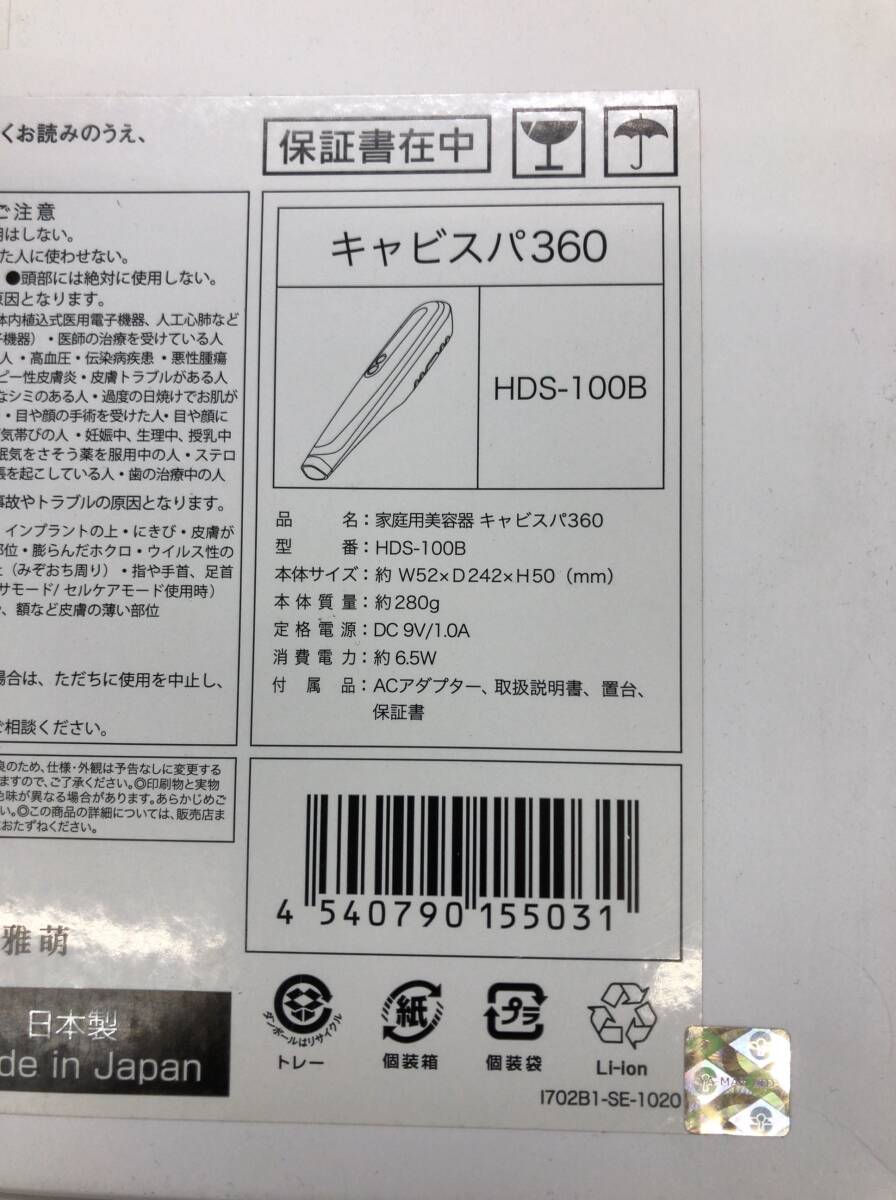 くお読みのうえ、
保証書在中
ご注意
用はしない。
た人に使わせない。
●頭部には絶対に使用しない。
原因となります。
体内植込式医用電子機器、人工心肺など
子機器）・医師の治療を受けている人
人・高血圧・伝染病疾患・悪性腫瘍
ピー性皮膚炎・皮膚トラブルがある人
なシミのある人・過度の日焼けでお肌が
・目や顔の手術を受けた人・目や顔に
気帯びの人・妊娠中、生理中、授乳中
眠気をさそう薬を服用中の人・ステロ
張を起こしている人・歯の治療中の人
事故やトラブルの原因となります。
インプラントの上・にきび・皮膚が
部位・膨らんだホクロ・ウイルス性の
（みぞおち周り）・指や手首、足首
サモード/セルケアモード使用時）
、額など皮膚の薄い部位
場合は、ただちに使用を中止し、
ご相談ください。
良のため、仕様・外観は予告なしに変更する
ますので、ご了承ください。◎印刷物と実物
色味が異なる場合があります。あらかじめご
い。◎この商品の詳細については、販売店ま
おたずねください。
雅萌
日本製
de in Japan
キャビスパ360
HDS-100B
品名：家庭用美容器 キャビスパ360
型番：HDS-100B
本体サイズ：約 W52×D242×H50（mm）
本体質量：約280g
定格電源：DC 9V/1.0A
消費電力：約6.5W
付属品：ACアダプター、取扱説明書、置台、
保証書
4 540790 155031
ダンボールはリサイクル
トレー
紙
個装箱
プラ
個装袋
Li-ion
I702B1-SE-1020
YA-MAN LTD.